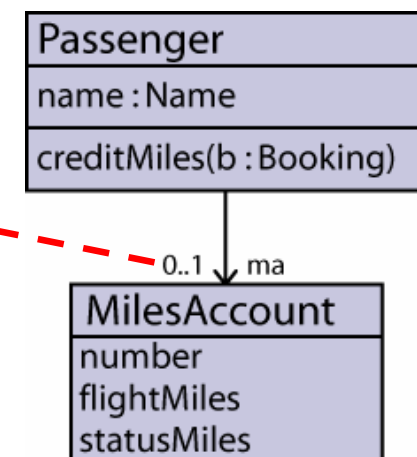 Passenger
name : Name
creditMiles(b : Booking)
0..1 ma
MilesAccount
number
flightMiles
statusMiles